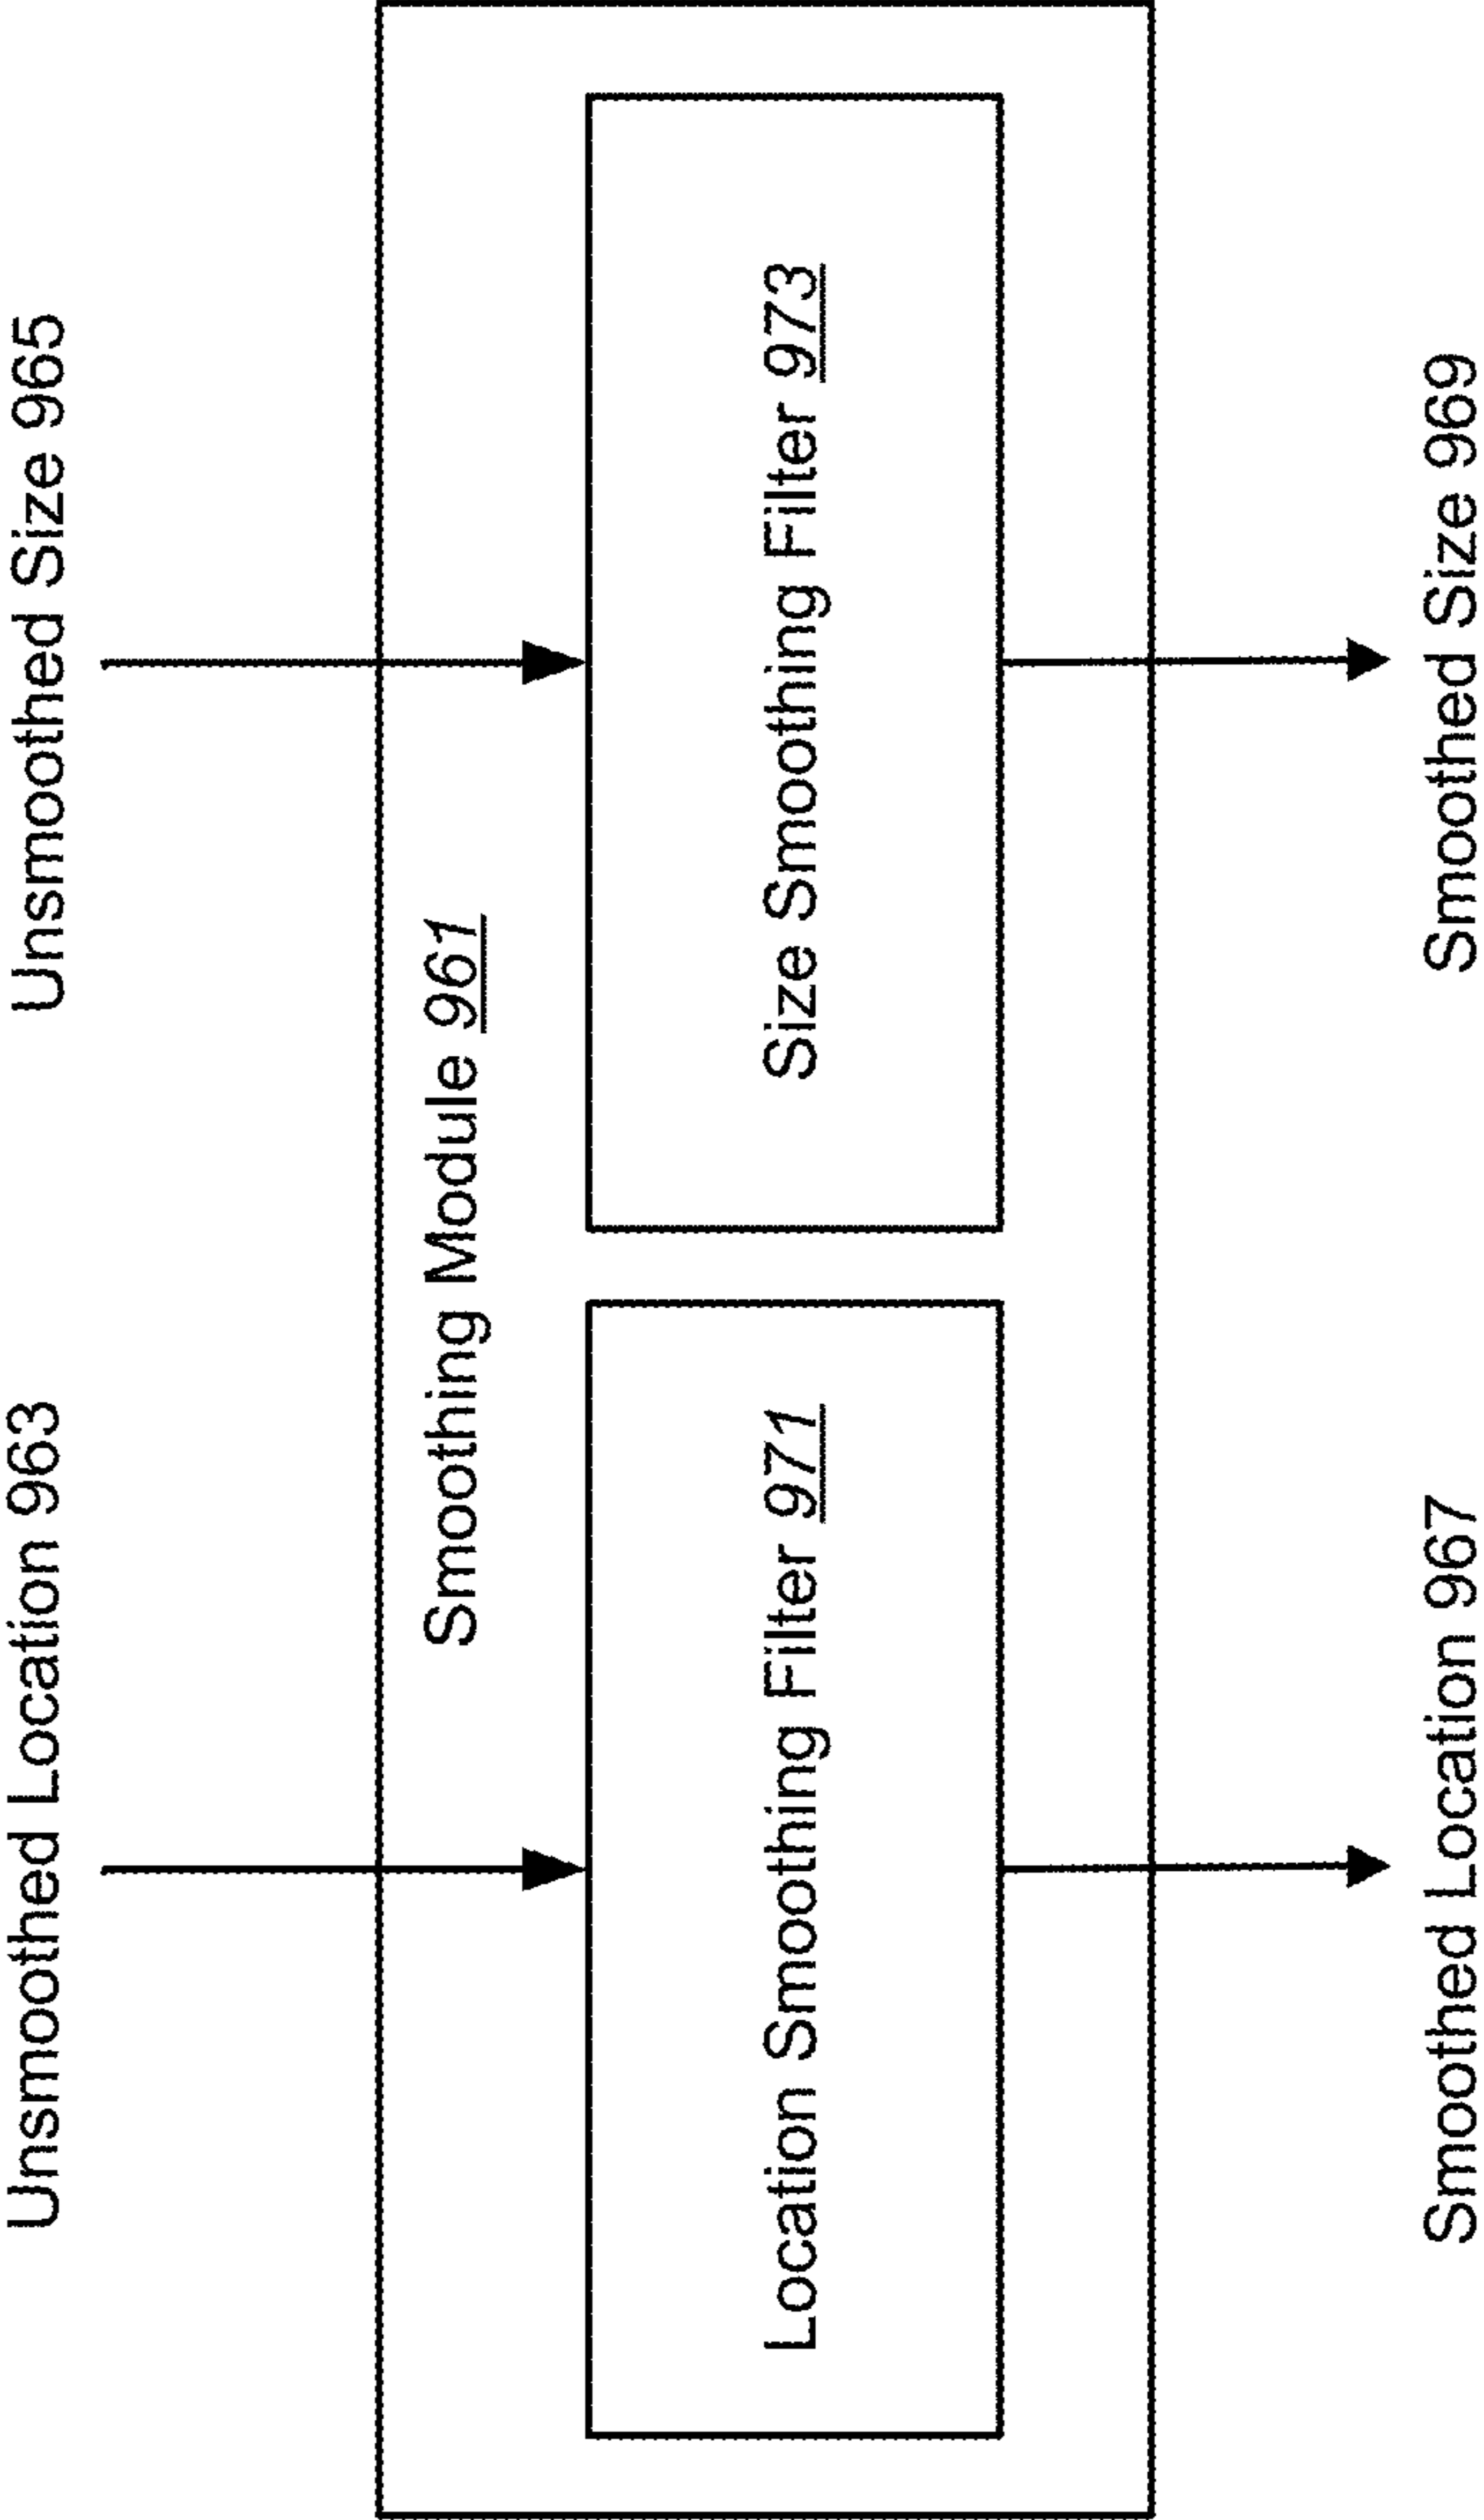 Unsmoothed Location 963
Unsmoothed Size 965
Smoothing Module 961
Location Smoothing Filter 971
Size Smoothing Filter 973
Smoothed Location 967
Smoothed Size 969